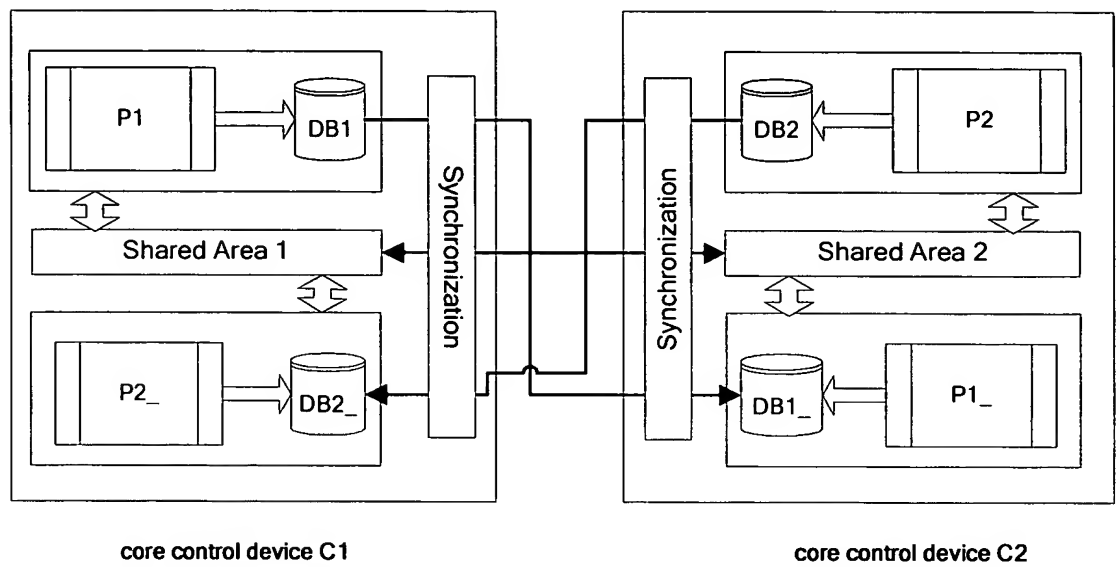 P1
DB1
Synchronization
Shared Area 1
P2_
DB2_
core control device C1
Synchronization
DB2
P2
Shared Area 2
DB1_
P1_
core control device C2